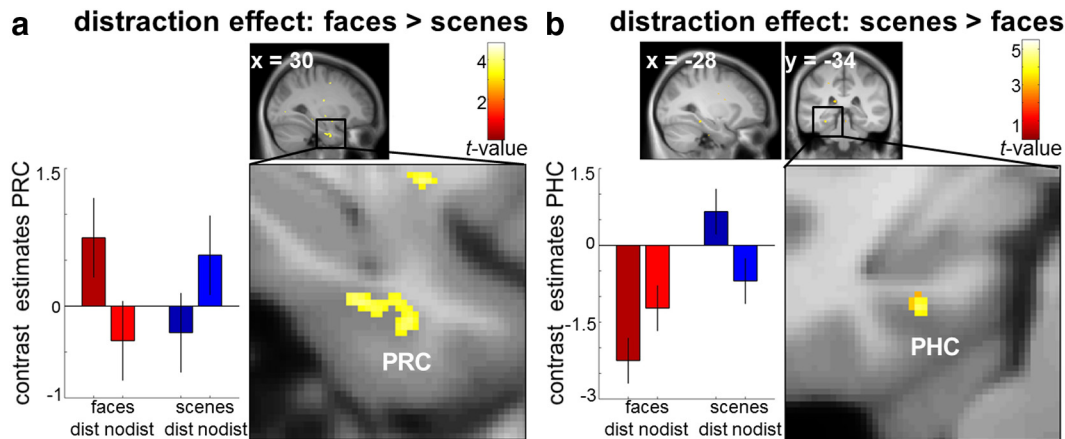 a
distraction effect: faces > scenes
x = 30
4
2
t-value
1.5
0
-1
contrast estimates PRC
faces scenes
dist nodist dist nodist
PRC
b
distraction effect: scenes > faces
x = -28
y = -34
5
3
1
t-value
1.5
0
-1.5
-3
contrast estimates PHC
faces scenes
dist nodist dist nodist
PHC